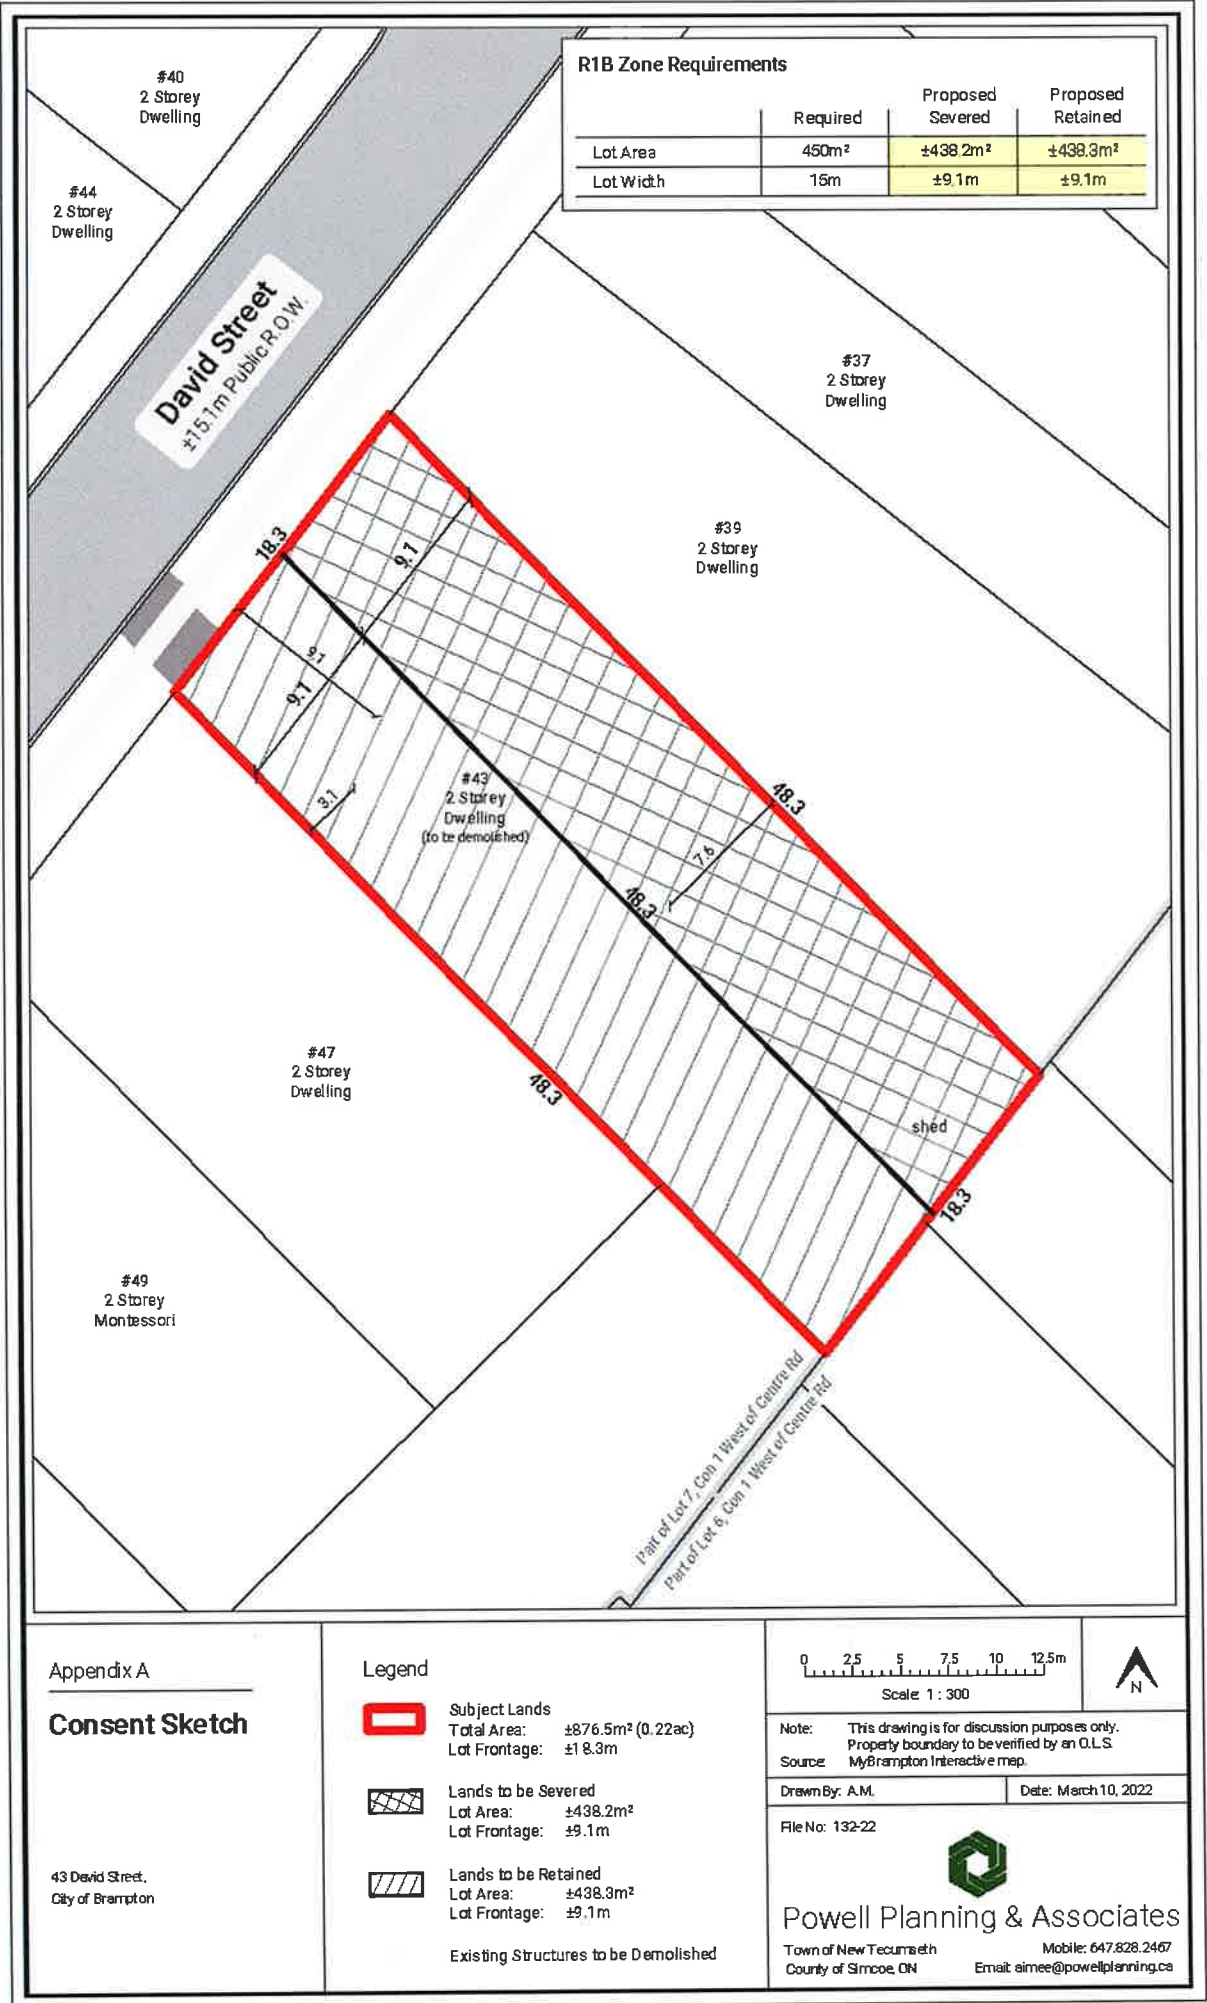 R1B Zone Requirements
Required Proposed Severed Proposed Retained
Lot Area 450m² ±438.2m² ±438.3m²
Lot Width 15m ±9.1m ±9.1m
#40
2 Storey
Dwelling
#44
2 Storey
Dwelling
David Street
±15.1m Public R.O.W.
#37
2 Storey
Dwelling
#39
2 Storey
Dwelling
18.3
9.1
9.1
9.1
3.1
#43
2 Storey
Dwelling
(to be demolished)
48.3
7.6
48.3
48.3
shed
18.3
#47
2 Storey
Dwelling
#49
2 Storey
Montessori
Part of Lot 7, Con 1 West of Centre Rd
Part of Lot 6, Con 1 West of Centre Rd
Appendix A
Consent Sketch
43 David Street,
City of Brampton
Legend
Subject Lands
Total Area: ±876.5m² (0.22ac)
Lot Frontage: ±18.3m
Lands to be Severed
Lot Area: ±438.2m²
Lot Frontage: ±9.1m
Lands to be Retained
Lot Area: ±438.3m²
Lot Frontage: ±9.1m
Existing Structures to be Demolished
0 2.5 5 7.5 10 12.5m
Scale: 1 : 300
N
Note: This drawing is for discussion purposes only.
Property boundary to be verified by an O.L.S.
Source: MyBrampton Interactive map.
Drawn By: A.M. Date: March 10, 2022
File No: 132-22
Powell Planning & Associates
Town of New Tecumseth Mobile: 647.828.2467
County of Simcoe, ON Email: aimee@powellplanning.ca